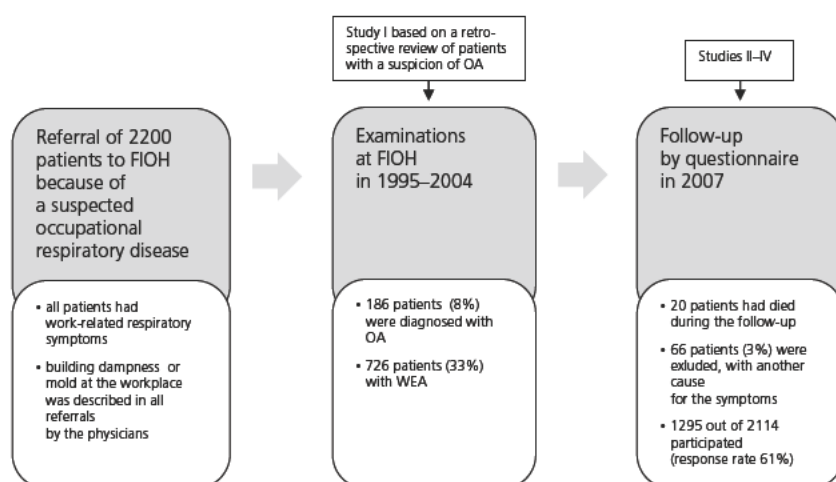 Study I based on a retro-
spective review of patients
with a suspicion of OA
Studies II–IV
Referral of 2200
patients to FIOH
because of
a suspected
occupational
respiratory disease
• all patients had
work-related respiratory
symptoms
• building dampness or
mold at the workplace
was described in all
referrals
by the physicians
Examinations
at FIOH
in 1995–2004
• 186 patients (8%)
were diagnosed with
OA
• 726 patients (33%)
with WEA
Follow-up
by questionnaire
in 2007
• 20 patients had died
during the follow-up
• 66 patients (3%) were
exluded, with another
cause
for the symptoms
• 1295 out of 2114
participated
(response rate 61%)